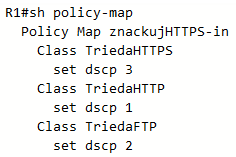 R1#sh policy-map
  Policy Map znackujHTTPS-in
    Class TriedaHTTPS
      set dscp 3
    Class TriedaHTTP
      set dscp 1
    Class TriedaFTP
      set dscp 2